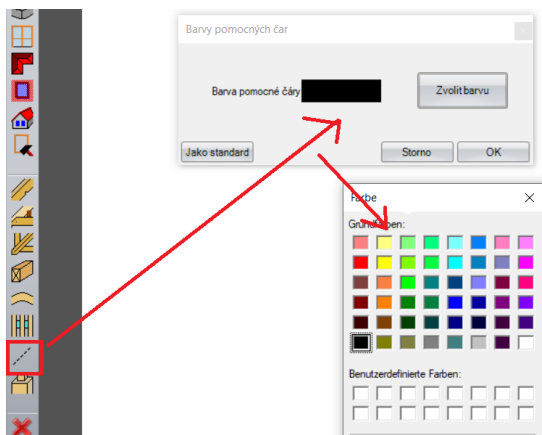 Barvy pomocných čar
Barva pomocné čáry
Zvolit barvu
Jako standard
Storno
OK
Farbe
Grundfarben:
Benutzerdefinierte Farben: